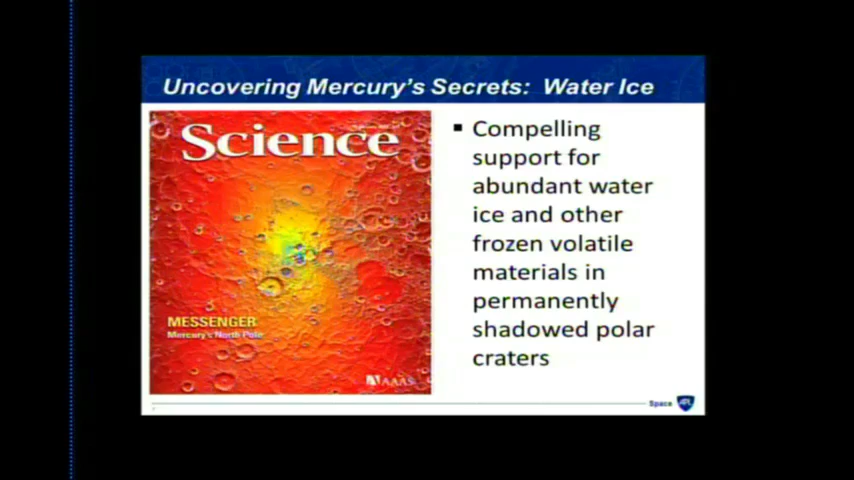 Uncovering Mercury's Secrets: Water Ice
Science
MESSENGER
Mercury's North Pole
AAAS
▪ Compelling
support for
abundant water
ice and other
frozen volatile
materials in
permanently
shadowed polar
craters
Space APL